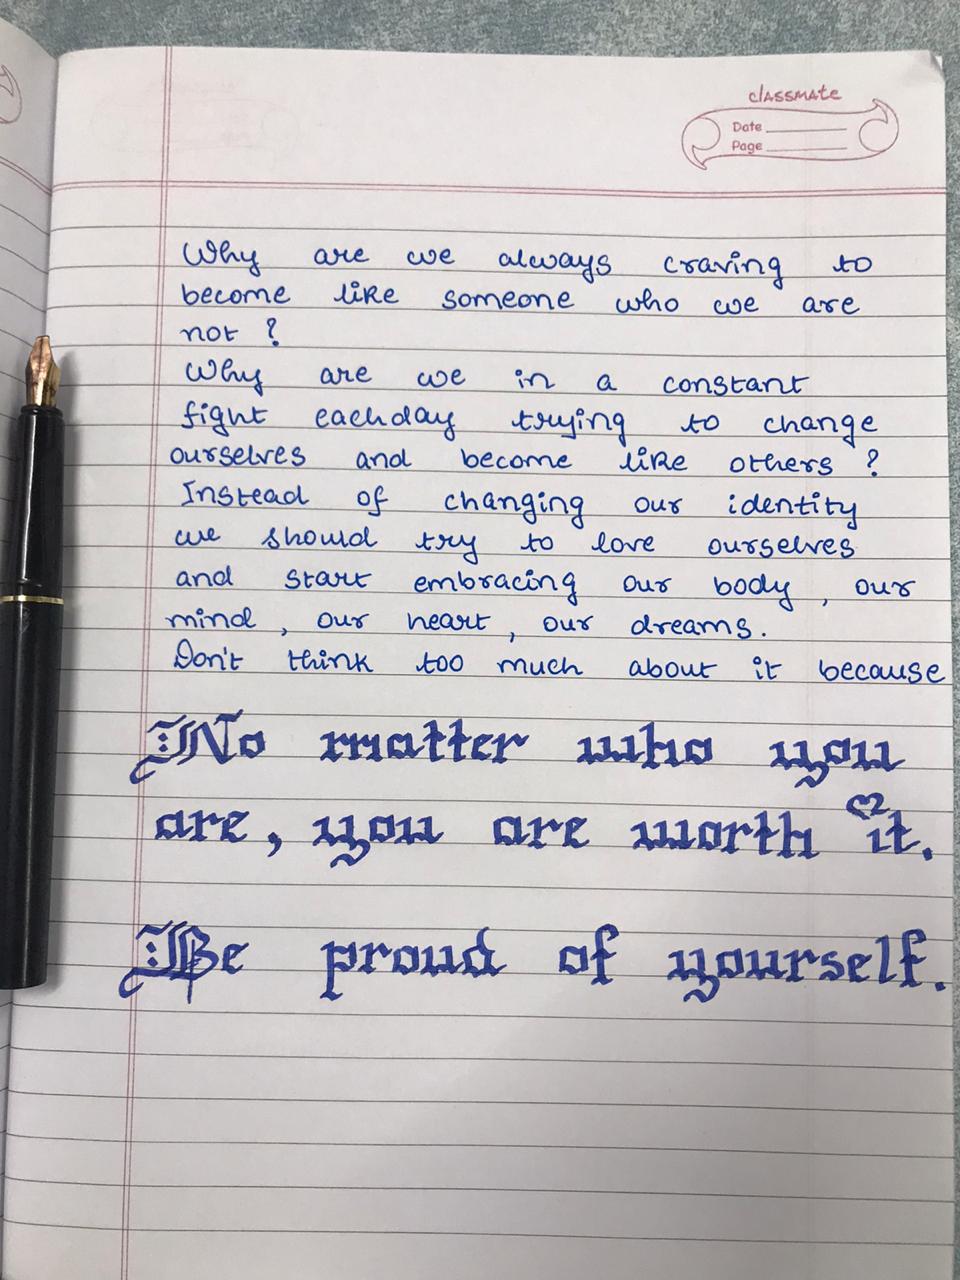 classmate
Date
Page
Why are we always craving to
become like someone who we are
not ?
Why are we in a constant
fight eachday trying to change
ourselves and become like others ?
Instead of changing our identity
we should try to love ourselves
and start embracing our body , our
mind , our heart , our dreams.
Don't think too much about it because
No matter who you
are, you are worth it.
Be proud of yourself.